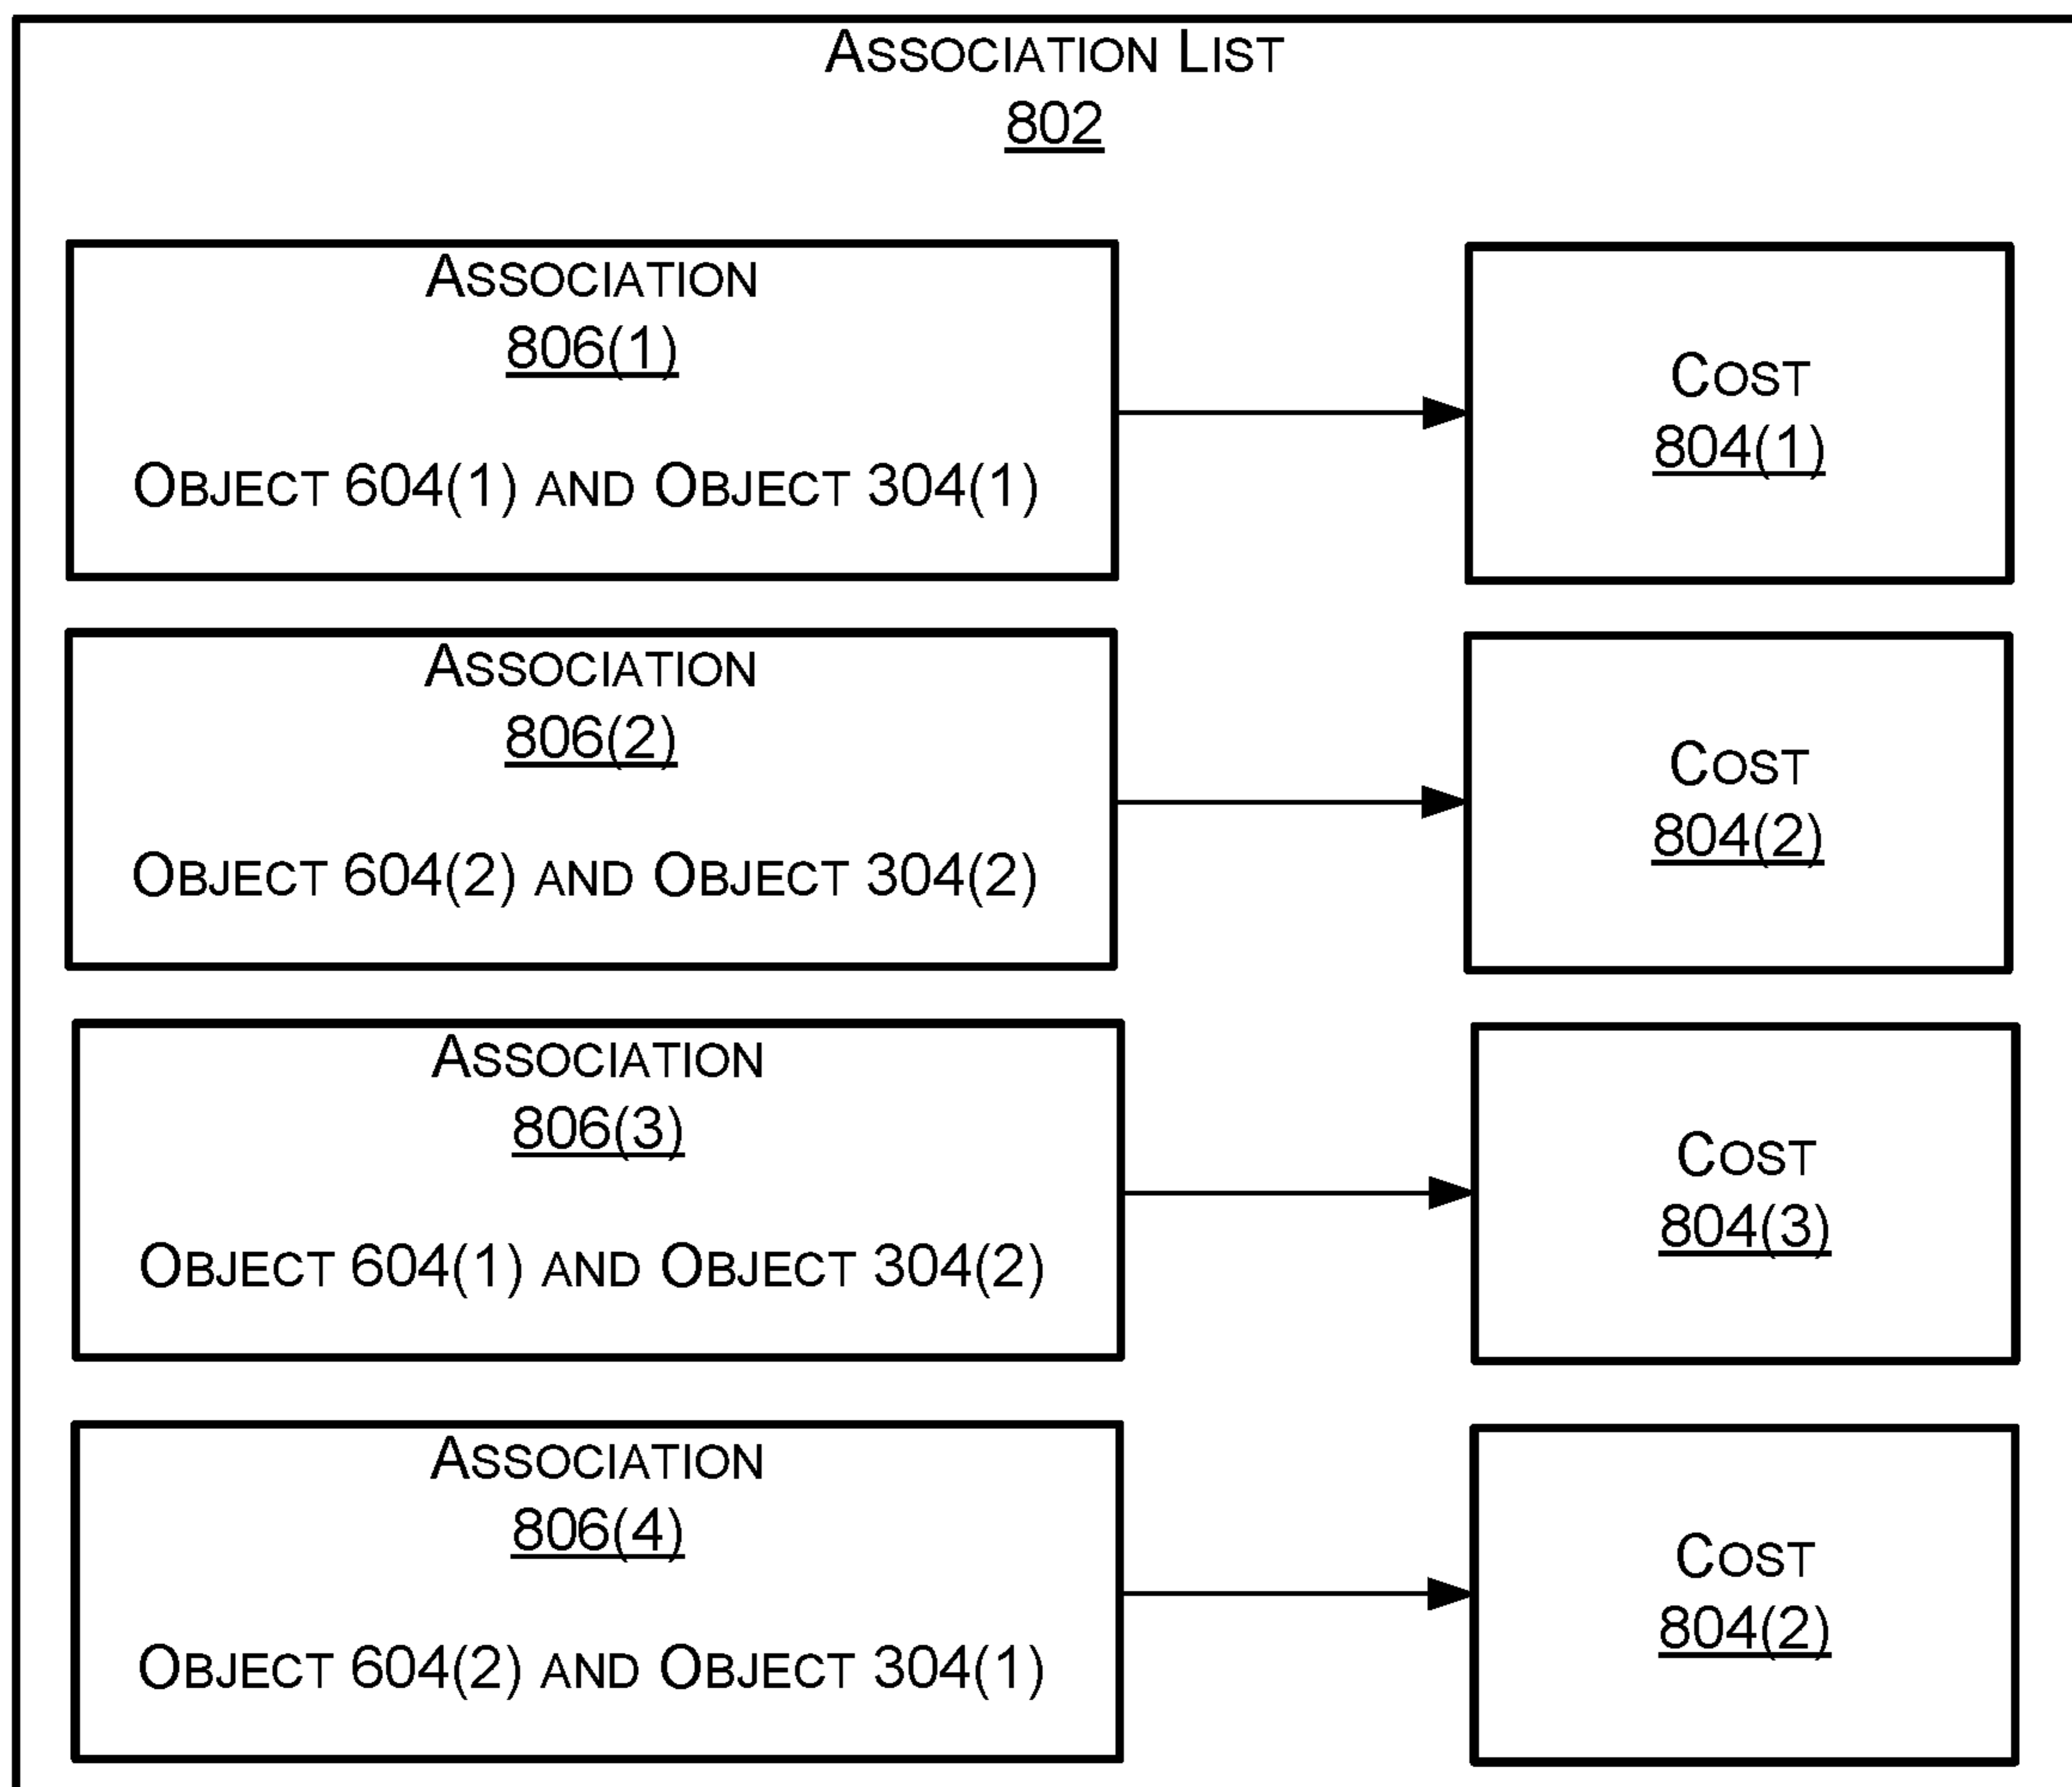 ASSOCIATION LIST
802
ASSOCIATION
806(1)
OBJECT 604(1) AND OBJECT 304(1)
COST
804(1)
ASSOCIATION
806(2)
OBJECT 604(2) AND OBJECT 304(2)
COST
804(2)
ASSOCIATION
806(3)
OBJECT 604(1) AND OBJECT 304(2)
COST
804(3)
ASSOCIATION
806(4)
OBJECT 604(2) AND OBJECT 304(1)
COST
804(2)